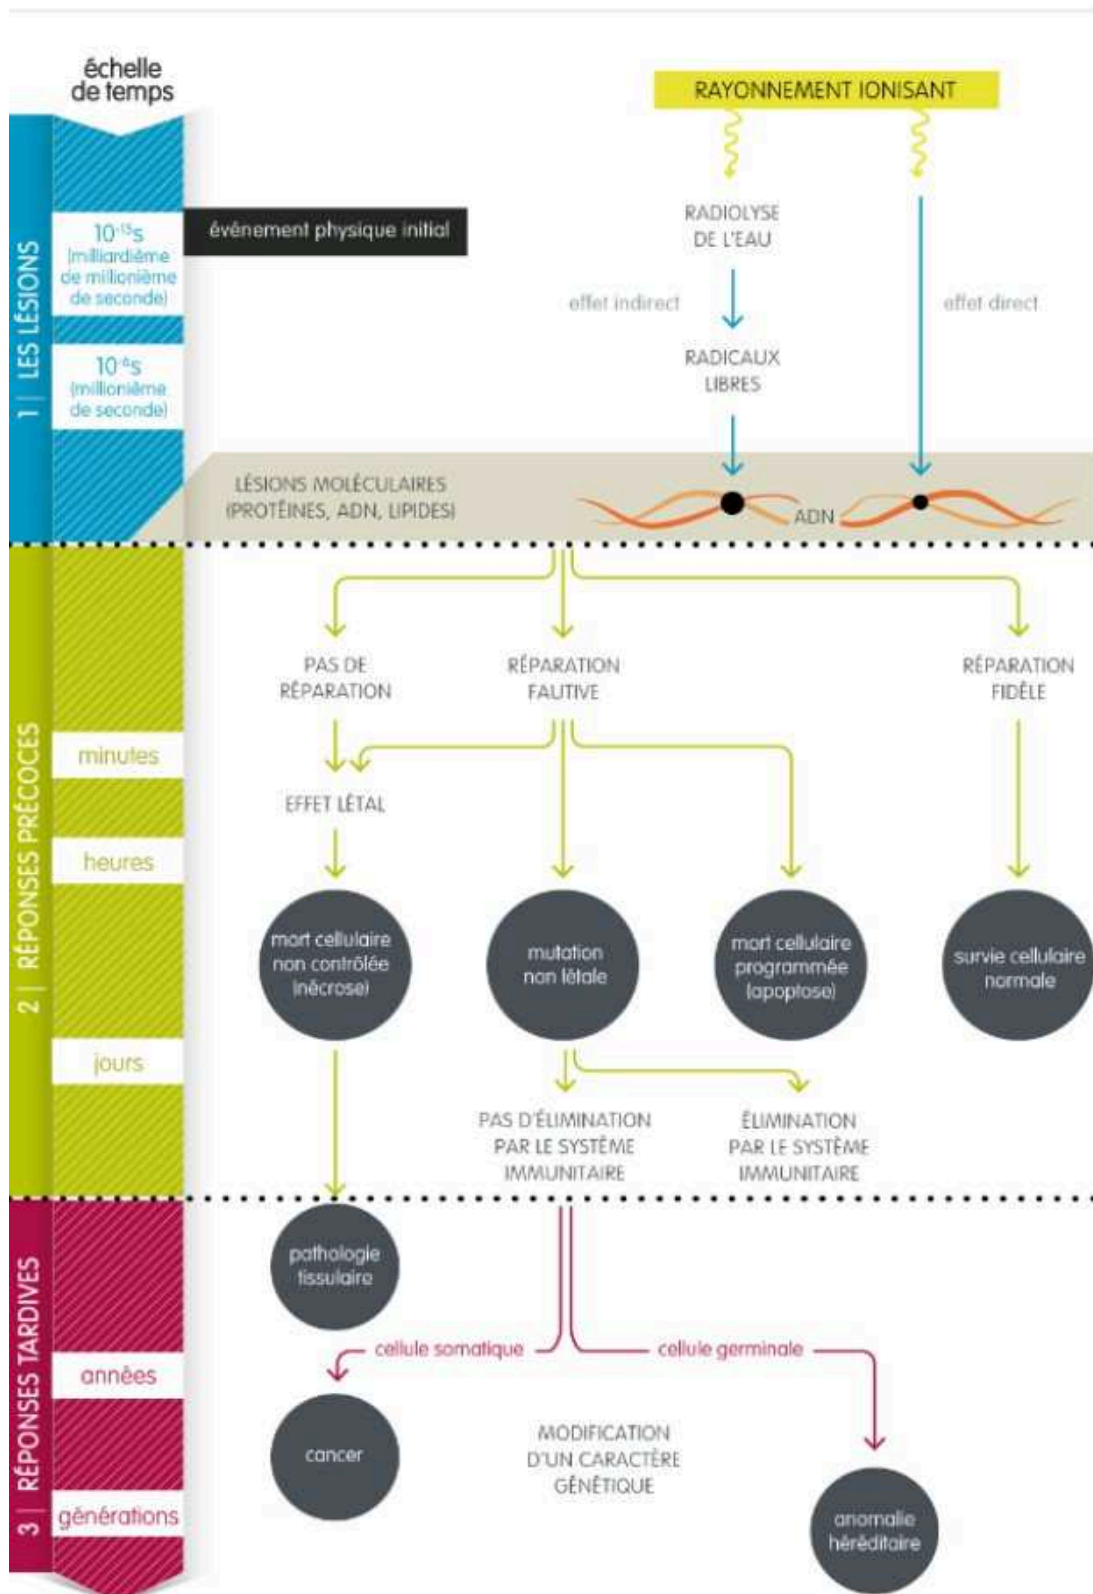 échelle
de temps
RAYONNEMENT IONISANT
1 | LES LÉSIONS
10⁻¹⁵s
(milliardième
de millionième
de seconde)
événement physique initial
RADIOLYSE
DE L'EAU
effet indirect
effet direct
10⁻⁶s
(millionième
de seconde)
RADICAUX
LIBRES
LÉSIONS MOLÉCULAIRES
(PROTÉINES, ADN, LIPIDES)
ADN
2 | RÉPONSES PRÉCOCES
PAS DE
RÉPARATION
RÉPARATION
FAUTIVE
RÉPARATION
FIDÈLE
minutes
EFFET LÉTAL
heures
mort cellulaire
non contrôlée
(nécrose)
mutation
non létale
mort cellulaire
programmée
(apoptose)
survie cellulaire
normale
jours
PAS D'ÉLIMINATION
PAR LE SYSTÈME
IMMUNITAIRE
ÉLIMINATION
PAR LE SYSTÈME
IMMUNITAIRE
3 | RÉPONSES TARDIVES
pathologie
tissulaire
cellule somatique
cellule germinale
années
cancer
MODIFICATION
D'UN CARACTÈRE
GÉNÉTIQUE
générations
anomalie
héréditaire